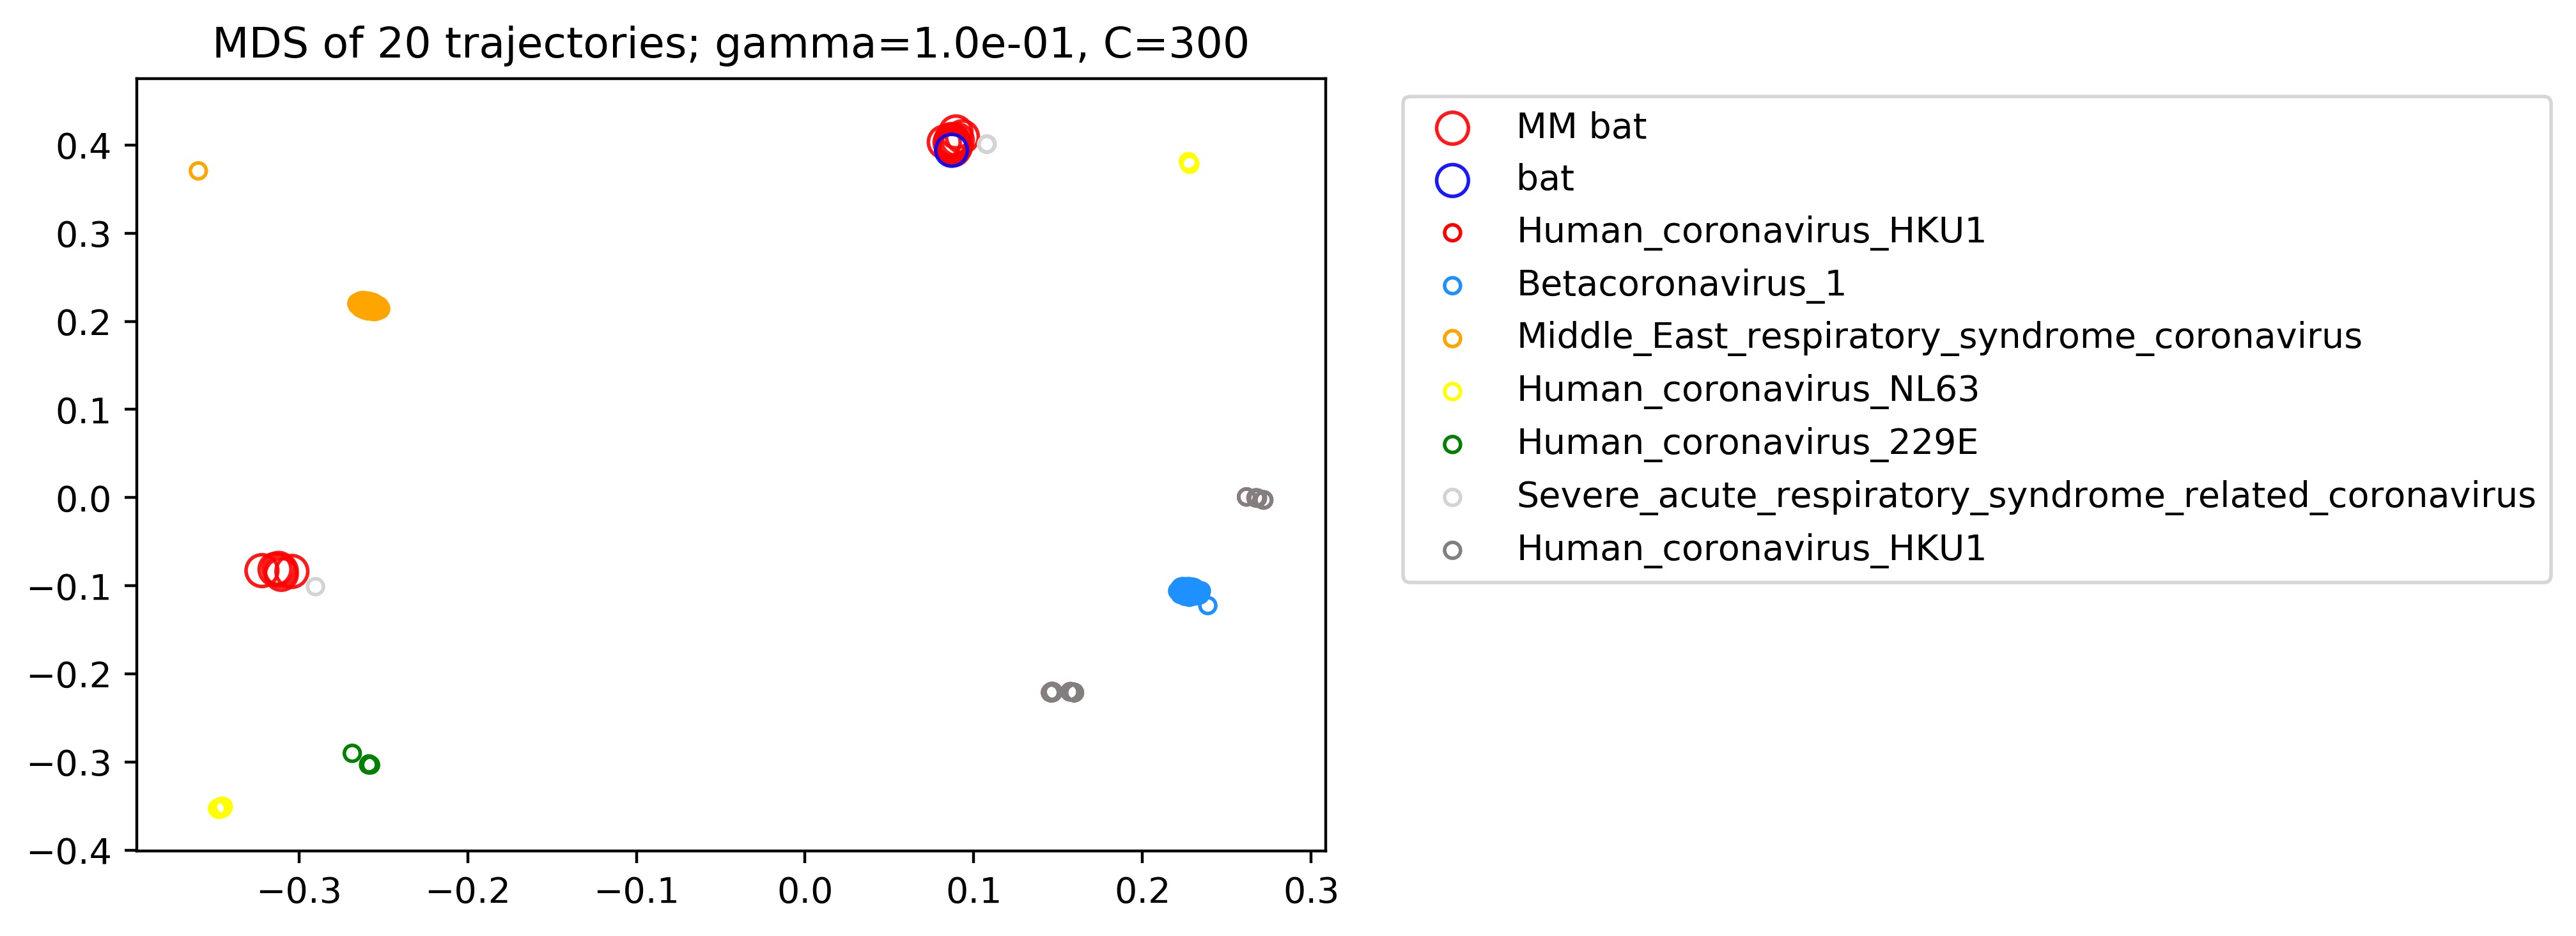 MDS of 20 trajectories; gamma=1.0e-01, C=300
0.4
0.3
0.2
0.1
0.0
−0.1
−0.2
−0.3
−0.4
−0.3
−0.2
−0.1
0.0
0.1
0.2
0.3
MM bat
bat
Human_coronavirus_HKU1
Betacoronavirus_1
Middle_East_respiratory_syndrome_coronavirus
Human_coronavirus_NL63
Human_coronavirus_229E
Severe_acute_respiratory_syndrome_related_coronavirus
Human_coronavirus_HKU1